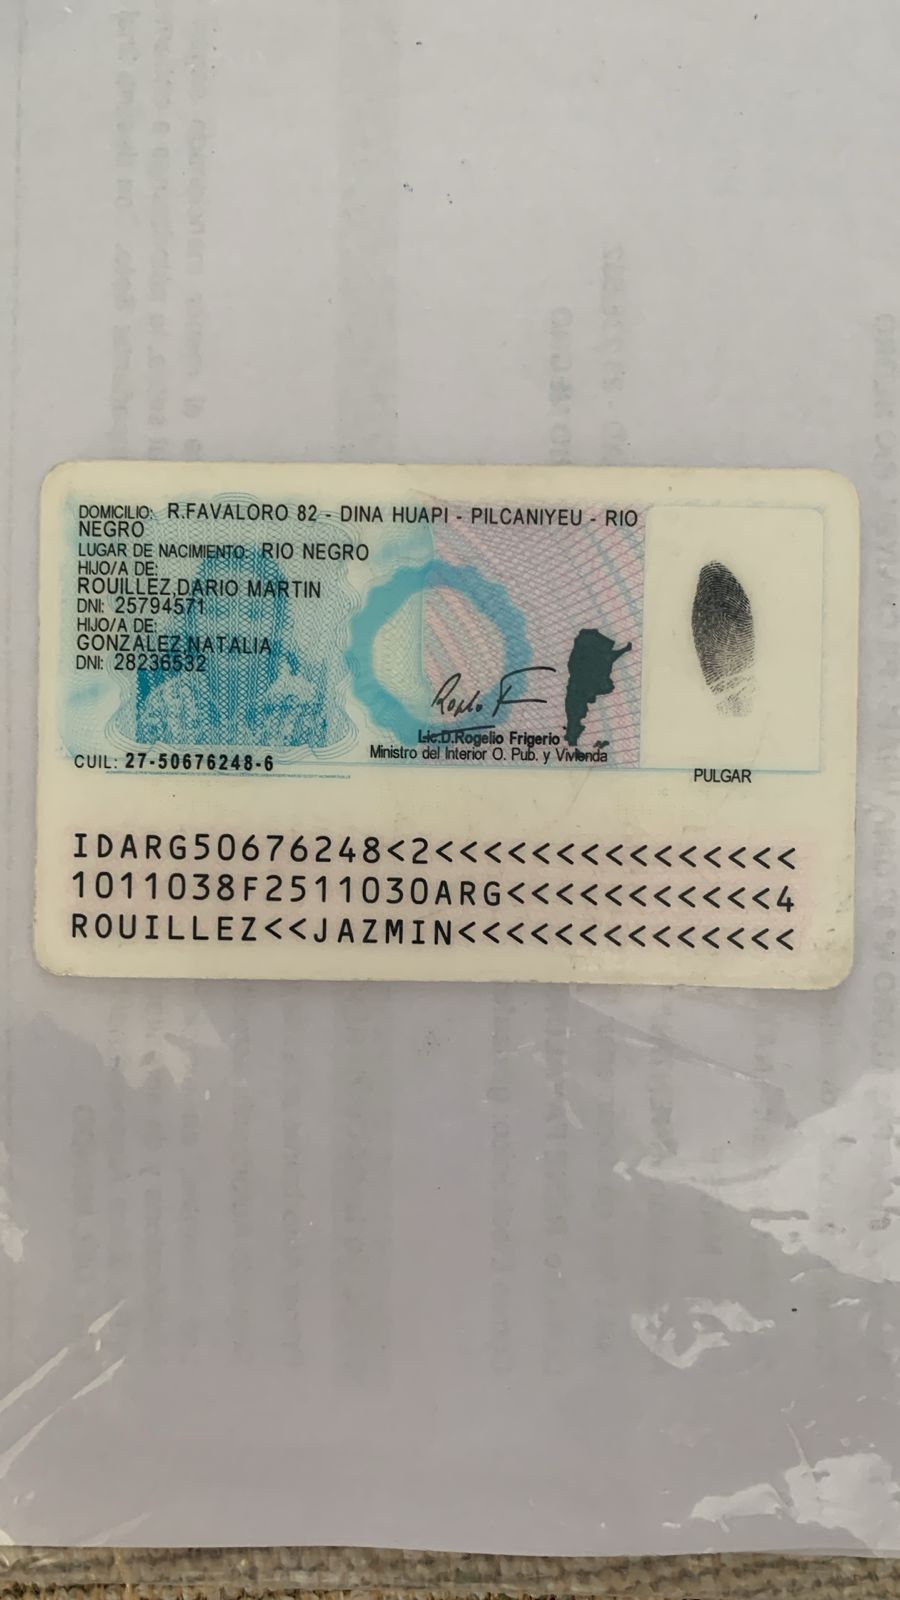 DOMICILIO: R.FAVALORO 82 - DINA HUAPI - PILCANIYEU - RIO
NEGRO
LUGAR DE NACIMIENTO: RIO NEGRO
HIJO/A DE:
ROUILLEZ,DARIO MARTIN
DNI: 25794571
HIJO/A DE:
GONZALEZ,NATALIA
DNI: 28236532
Lic.D.Rogelio Frigerio
Ministro del Interior O. Pub. y Vivienda
CUIL: 27-50676248-6
PULGAR
IDARG50676248<2<<<<<<<<<<<<<<<
1011038F2511030ARG<<<<<<<<<<<4
ROUILLEZ<<JAZMIN<<<<<<<<<<<<<<